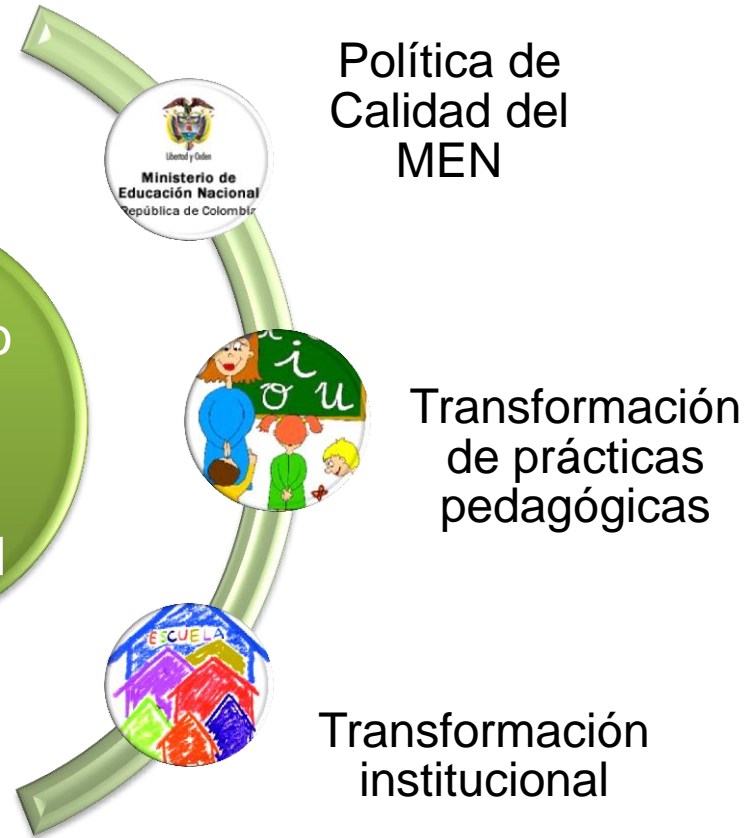 Política de
Calidad del
MEN
Libertad y Orden
Ministerio de
Educación Nacional
República de Colombia
i
o u
Transformación
de prácticas
pedagógicas
ESCUELA
Transformación
institucional